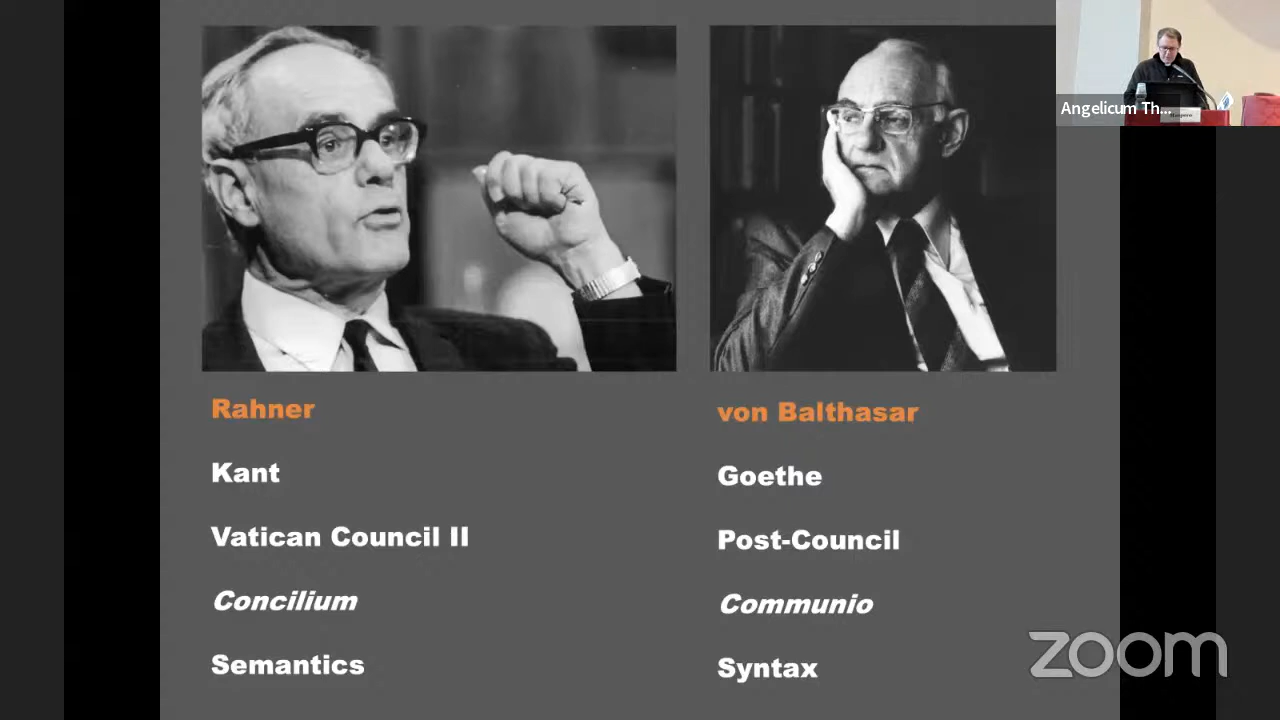 Angelicum Th...
Rahner
Kant
Vatican Council II
Concilium
Semantics
von Balthasar
Goethe
Post-Council
Communio
Syntax
zoom